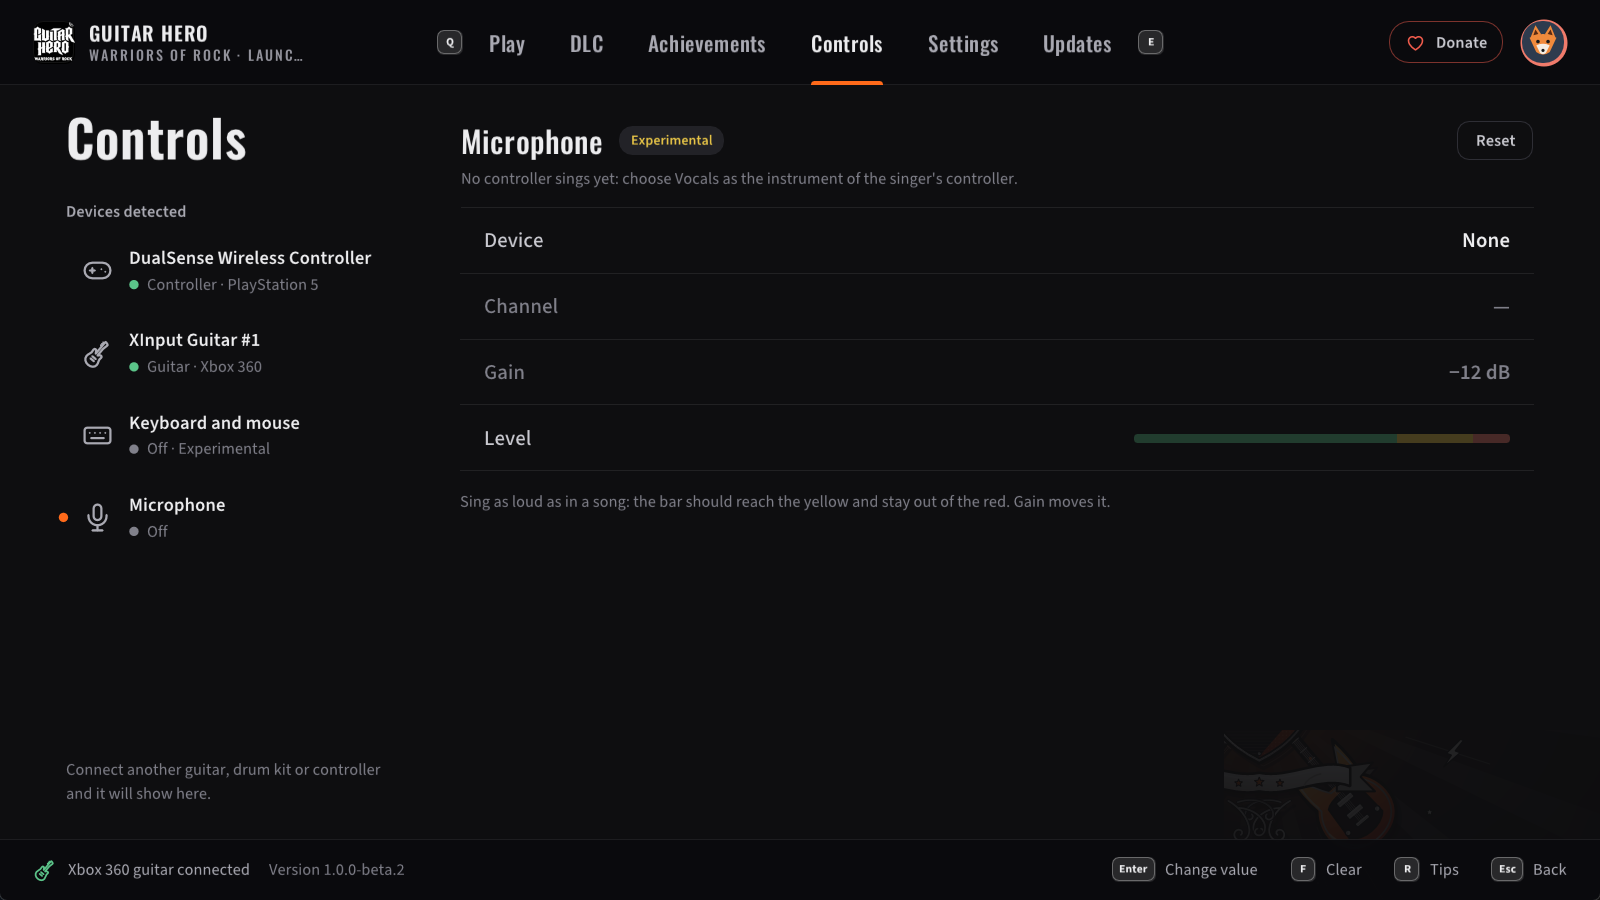 GUITAR HERO
WARRIORS OF ROCK
GUITAR HERO
WARRIORS OF ROCK · LAUNC…
Q
Play
DLC
Achievements
Controls
Settings
Updates
E
Donate
Controls
Devices detected
DualSense Wireless Controller
Controller · PlayStation 5
XInput Guitar #1
Guitar · Xbox 360
Keyboard and mouse
Off · Experimental
Microphone
Off
Connect another guitar, drum kit or controller
and it will show here.
Microphone
Experimental
Reset
No controller sings yet: choose Vocals as the instrument of the singer's controller.
Device
None
Channel
—
Gain
−12 dB
Level
Sing as loud as in a song: the bar should reach the yellow and stay out of the red. Gain moves it.
Xbox 360 guitar connected
Version 1.0.0-beta.2
Enter
Change value
F
Clear
R
Tips
Esc
Back